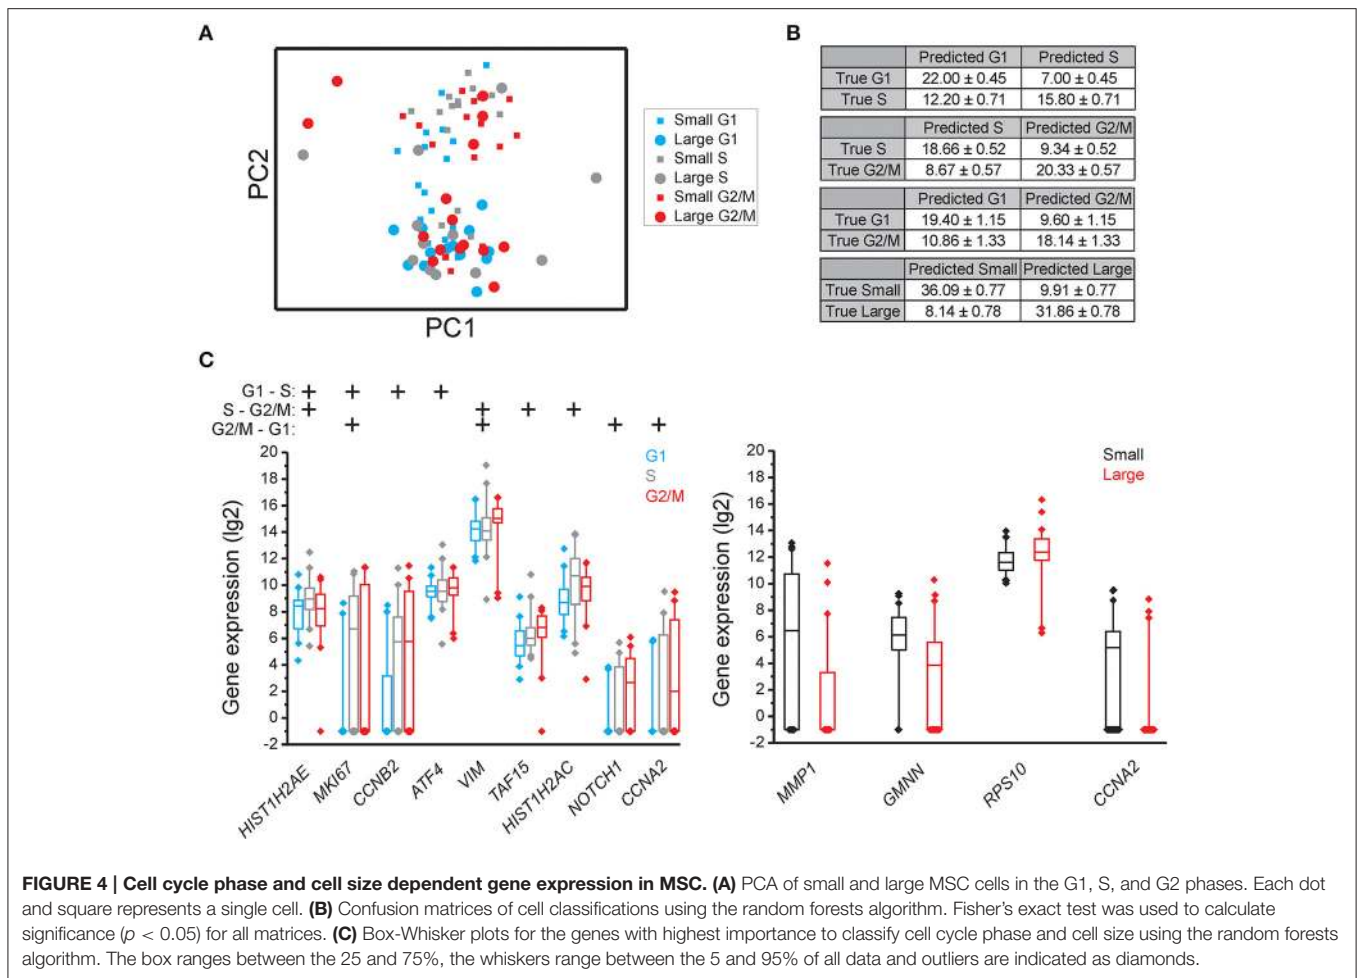 A
PC2
PC1
Small G1
Large G1
Small S
Large S
Small G2/M
Large G2/M
B
Predicted G1 Predicted S
True G1 22.00 ± 0.45 7.00 ± 0.45
True S 12.20 ± 0.71 15.80 ± 0.71
Predicted S Predicted G2/M
True S 18.66 ± 0.52 9.34 ± 0.52
True G2/M 8.67 ± 0.57 20.33 ± 0.57
Predicted G1 Predicted G2/M
True G1 19.40 ± 1.15 9.60 ± 1.15
True G2/M 10.86 ± 1.33 18.14 ± 1.33
Predicted Small Predicted Large
True Small 36.09 ± 0.77 9.91 ± 0.77
True Large 8.14 ± 0.78 31.86 ± 0.78
C
G1 - S: + + + +
S - G2/M: + + + +
G2/M - G1: + + + +
Gene expression (lg2)
20
18
16
14
12
10
8
6
4
2
0
-2
G1
S
G2/M
HIST1H2AE
MKI67
CCNB2
ATF4
VIM
TAF15
HIST1H2AC
NOTCH1
CCNA2
Gene expression (lg2)
20
18
16
14
12
10
8
6
4
2
0
-2
Small
Large
MMP1
GMNN
RPS10
CCNA2
FIGURE 4 | Cell cycle phase and cell size dependent gene expression in MSC. (A) PCA of small and large MSC cells in the G1, S, and G2 phases. Each dot
and square represents a single cell. (B) Confusion matrices of cell classifications using the random forests algorithm. Fisher's exact test was used to calculate
significance (p < 0.05) for all matrices. (C) Box-Whisker plots for the genes with highest importance to classify cell cycle phase and cell size using the random forests
algorithm. The box ranges between the 25 and 75%, the whiskers range between the 5 and 95% of all data and outliers are indicated as diamonds.